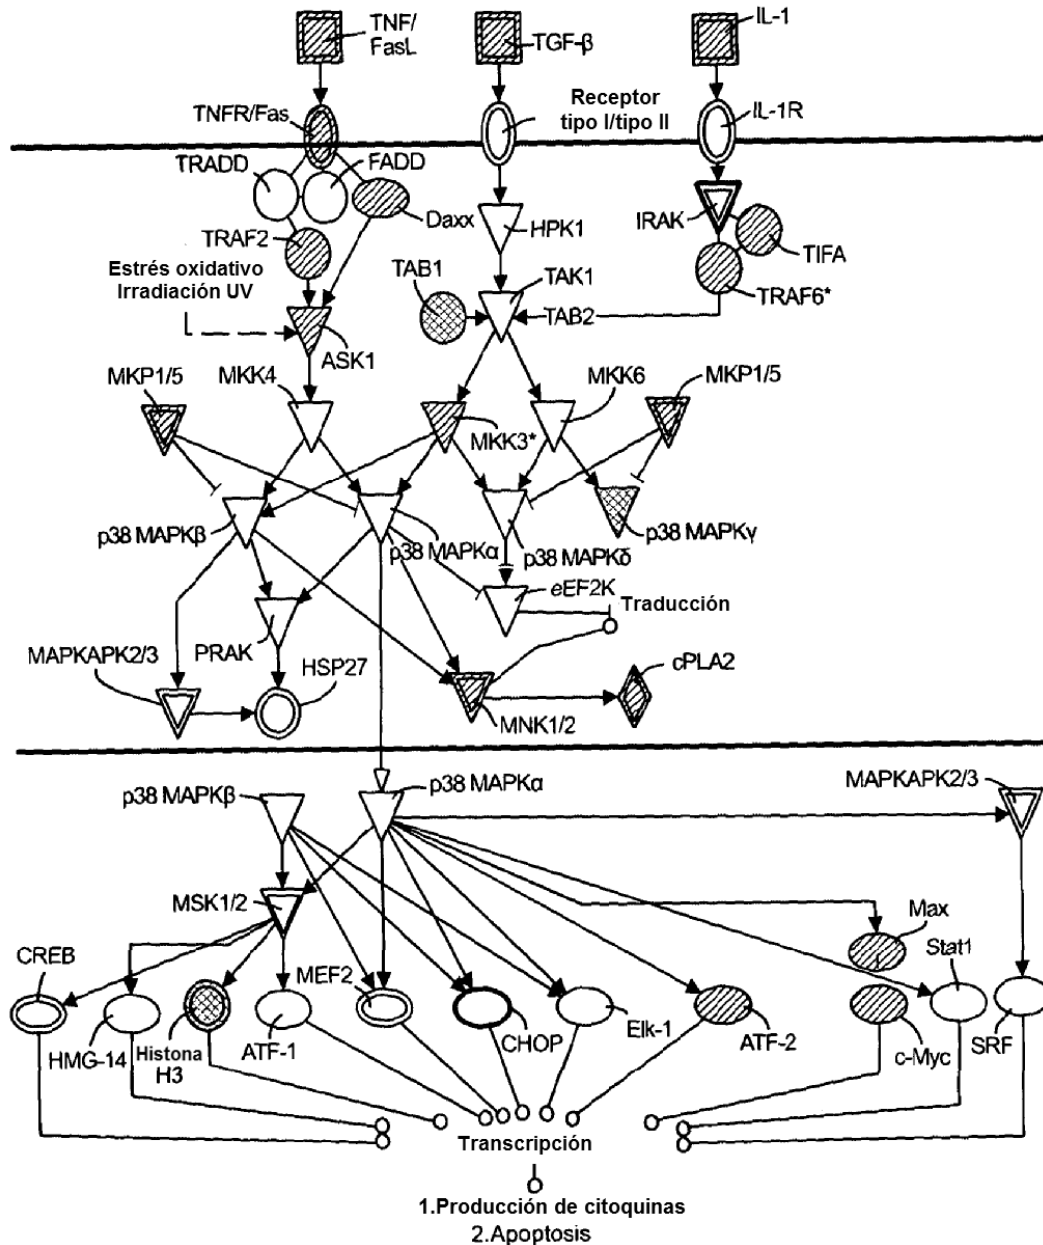 TNF/
FasL
TGF-β
IL-1
TNFR/Fas
Receptor
tipo I/tipo II
IL-1R
TRADD
FADD
Daxx
HPK1
IRAK
TIFA
TRAF2
TRAF6*
Estrés oxidativo
Irradiación UV
TAB1
TAK1
TAB2
ASK1
MKP1/5
MKK4
MKK3*
MKK6
MKP1/5
p38 MAPKβ
p38 MAPKα
p38 MAPKδ
p38 MAPKγ
eEF2K
Traducción
PRAK
MAPKAPK2/3
HSP27
cPLA2
MNK1/2
p38 MAPKβ
p38 MAPKα
MAPKAPK2/3
MSK1/2
Max
CREB
MEF2
Stat1
HMG-14
Histona
H3
ATF-1
CHOP
Elk-1
ATF-2
c-Myc
SRF
Transcripción
1.Producción de citoquinas
2.Apoptosis